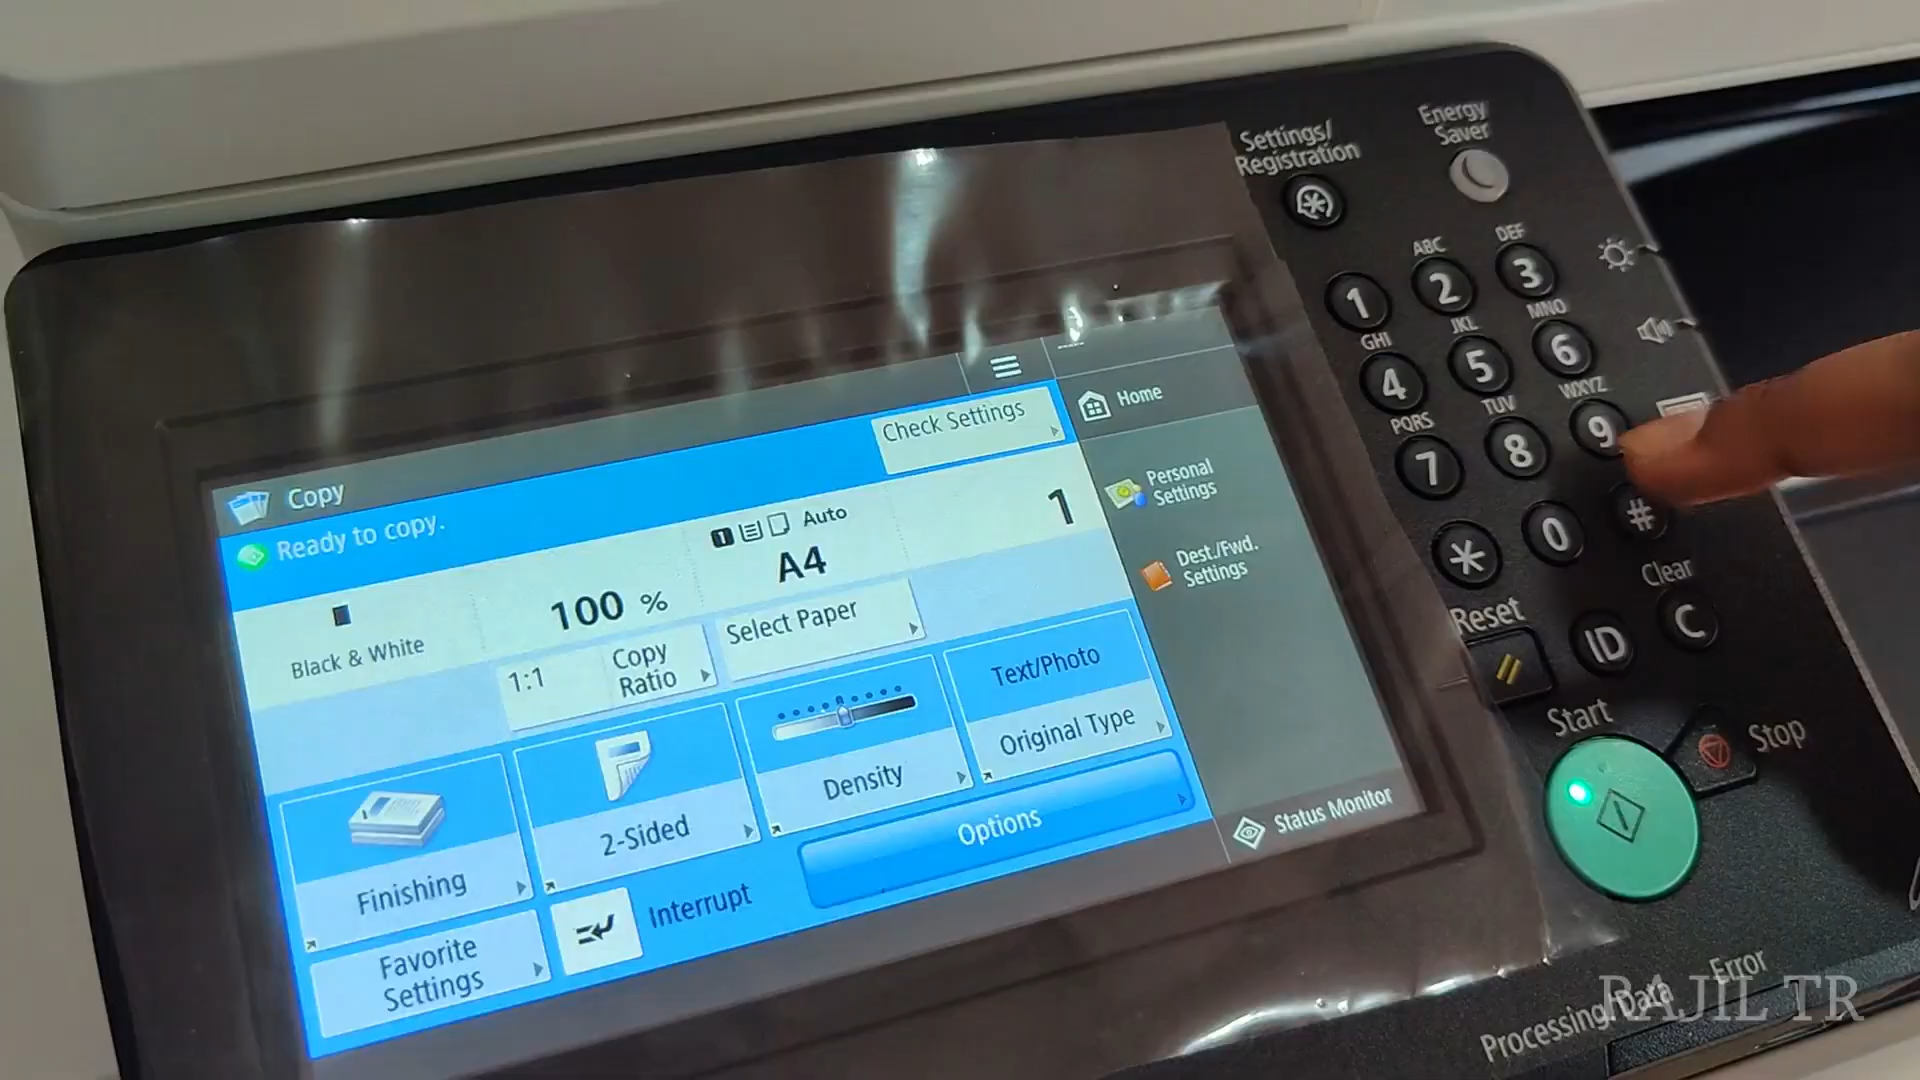 Settings/
Registration
Energy
Saver
Copy
Ready to copy.
Check Settings
Home
Black & White
100 %
1 Auto
A4
1
1:1
Copy
Ratio
Select Paper
Personal
Settings
Dest./Fwd.
Settings
Finishing
2-Sided
Density
Text/Photo
Original Type
Favorite
Settings
Interrupt
Options
Status Monitor
ABC
DEF
1
2
3
GHI
JKL
MNO
4
5
6
PQRS
TUV
WXYZ
7
8
9
*
0
#
Clear
Reset
ID
C
Start
Stop
Processing/Data
Error
RAJIL TR